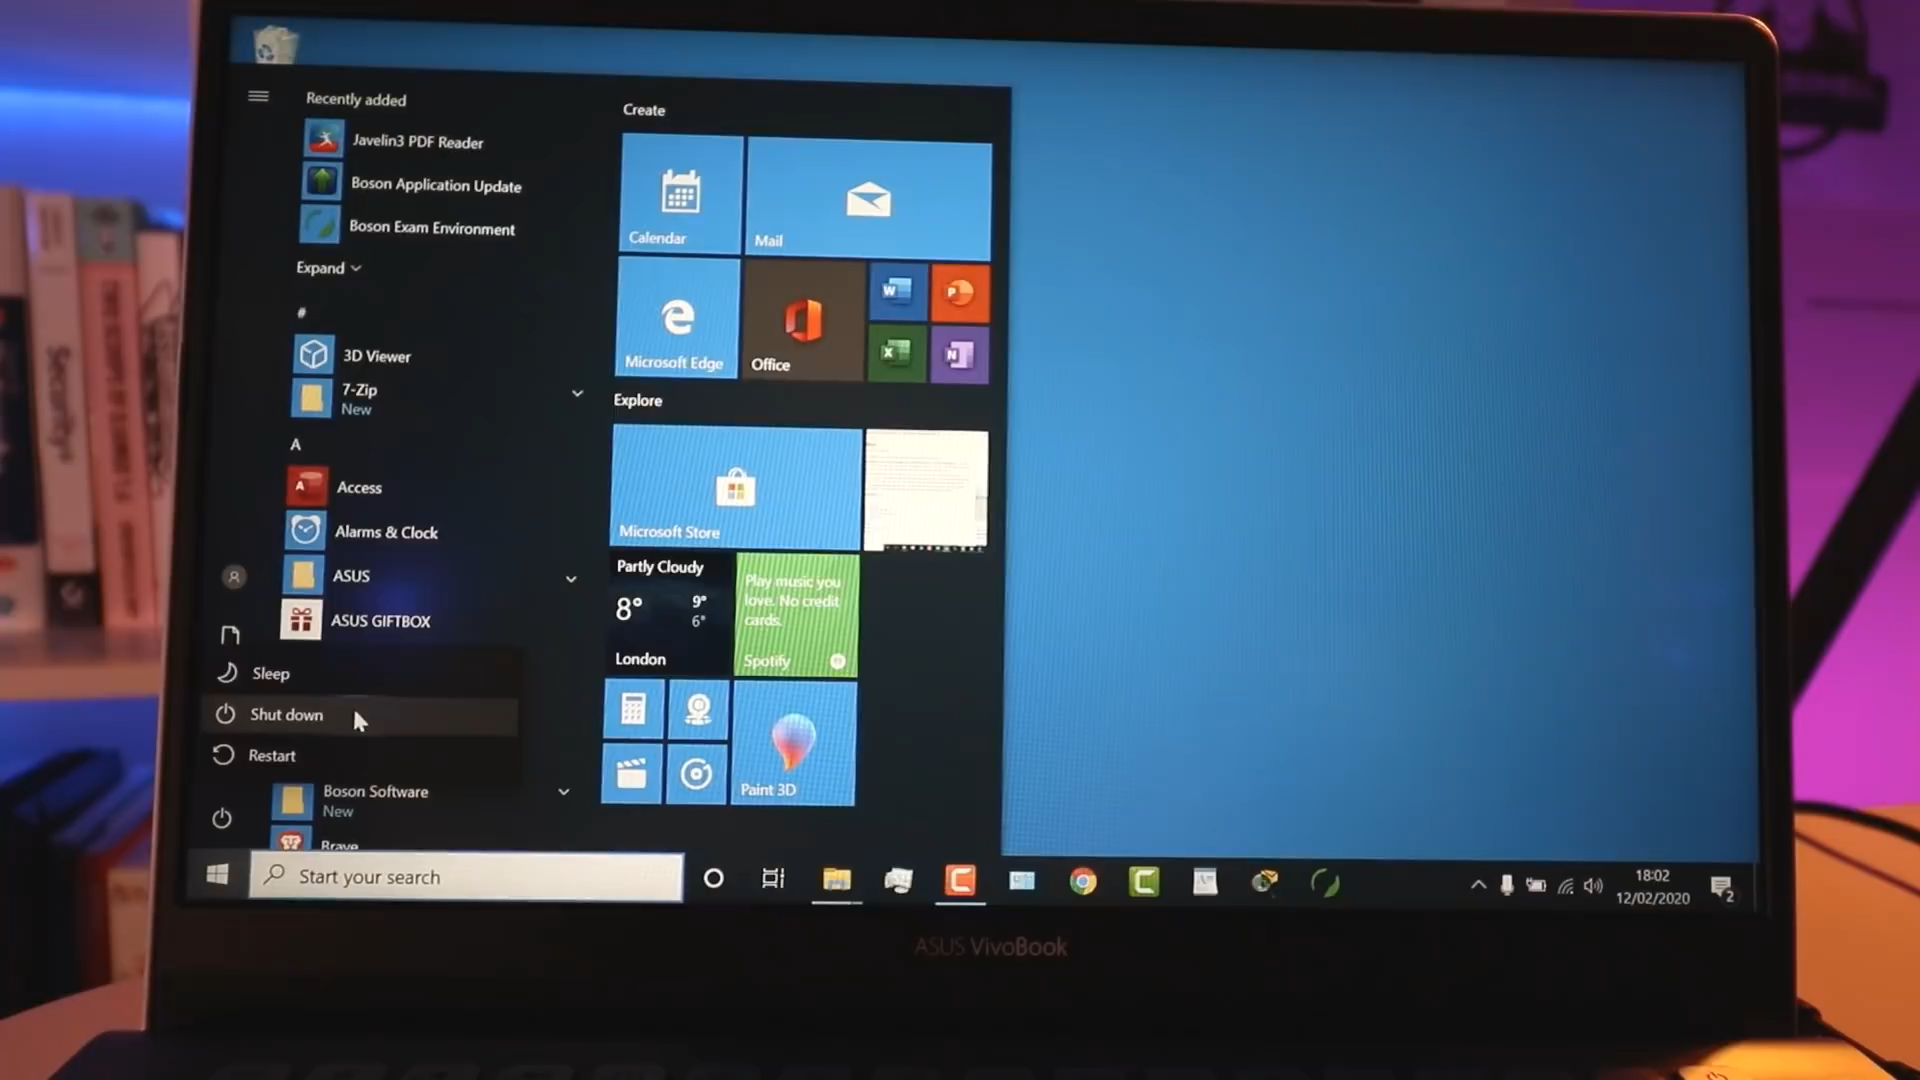 Recently added
Javelin3 PDF Reader
Boson Application Update
Boson Exam Environment
Expand
#
3D Viewer
7-Zip
New
A
Access
Alarms & Clock
ASUS
ASUS GIFTBOX
Sleep
Shut down
Restart
Boson Software
New
Brave
Create
Calendar
Mail
Microsoft Edge
Office
W
P
X
N
Explore
Microsoft Store
Partly Cloudy
8°
9°
6°
London
Play music you
love. No credit
cards.
Spotify
Paint 3D
Start your search
18:02
12/02/2020
2
ASUS VivoBook
Security